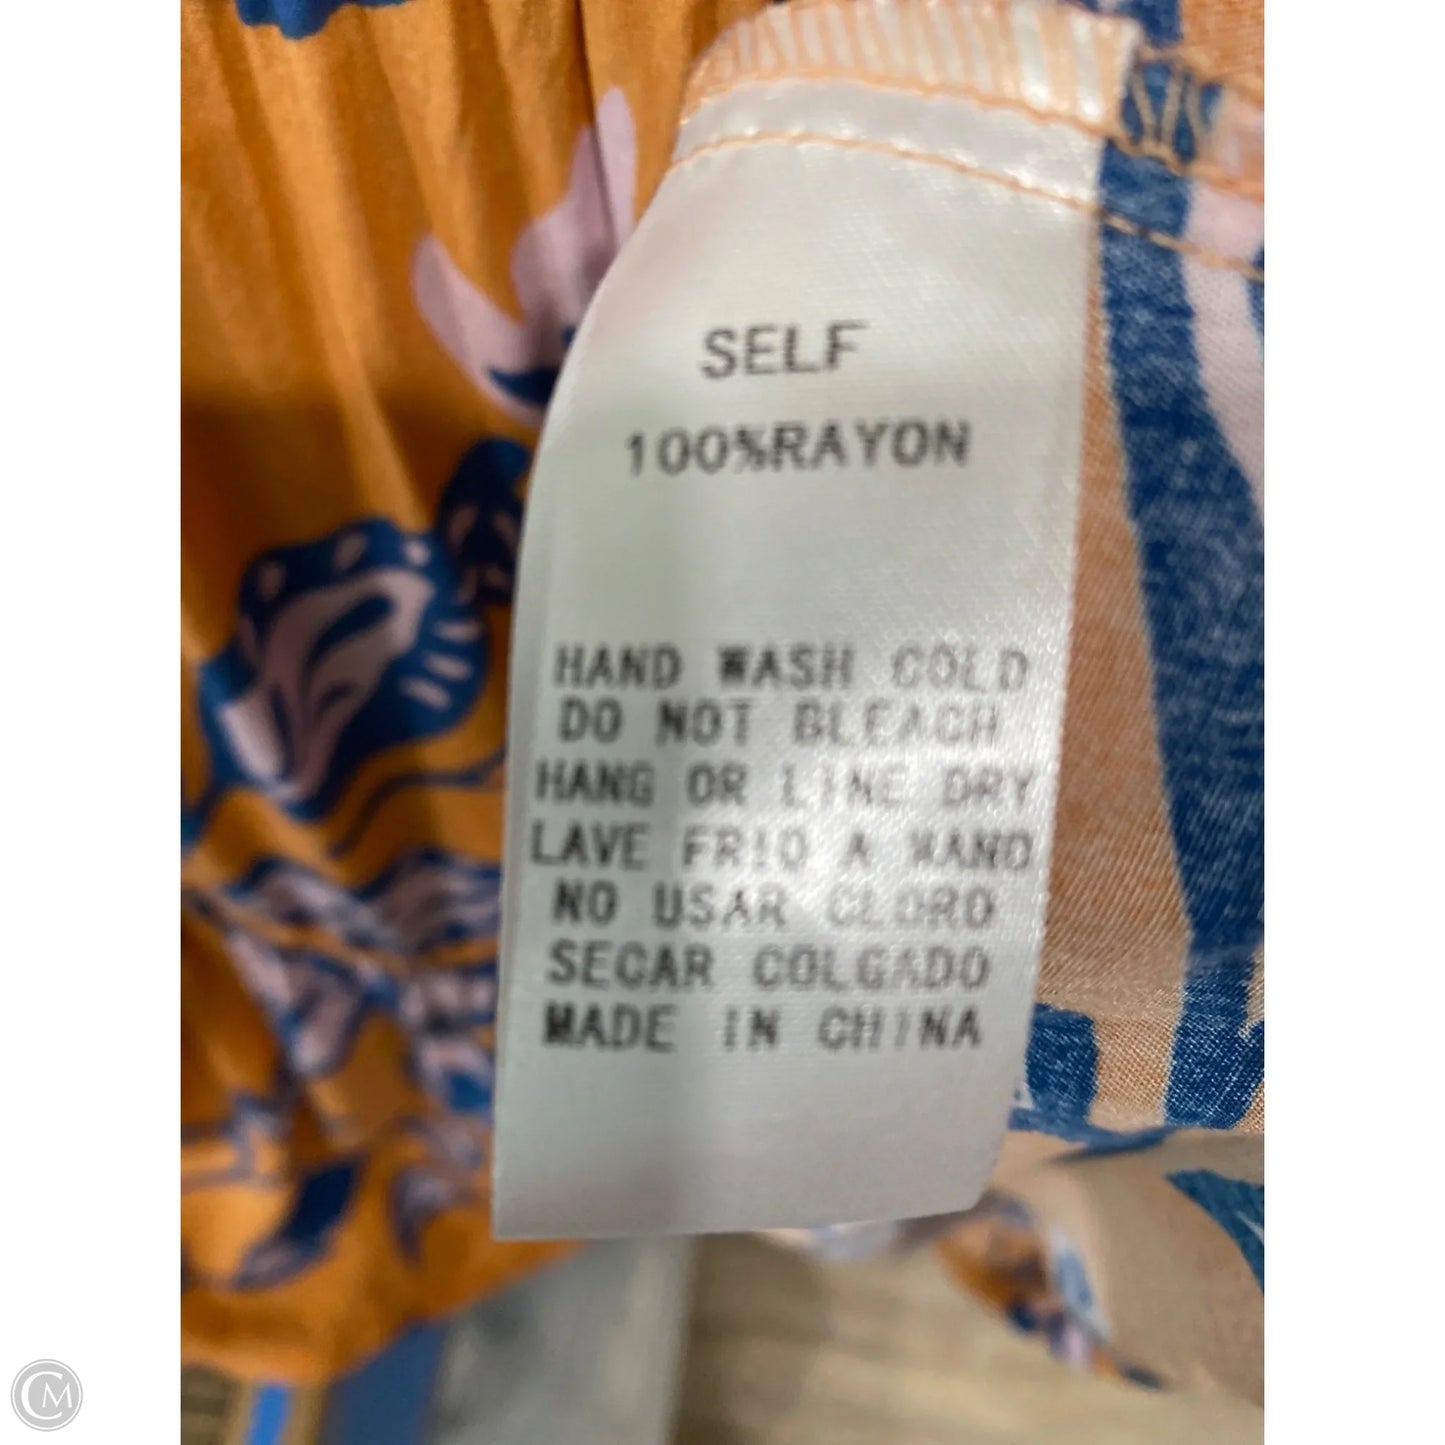 SELF
100%RAYON
HAND WASH COLD
DO NOT BLEACH
HANG OR LINE DRY
LAVE FRIO A MANO
NO USAR CLORO
SECAR COLGADO
MADE IN CHINA
CM